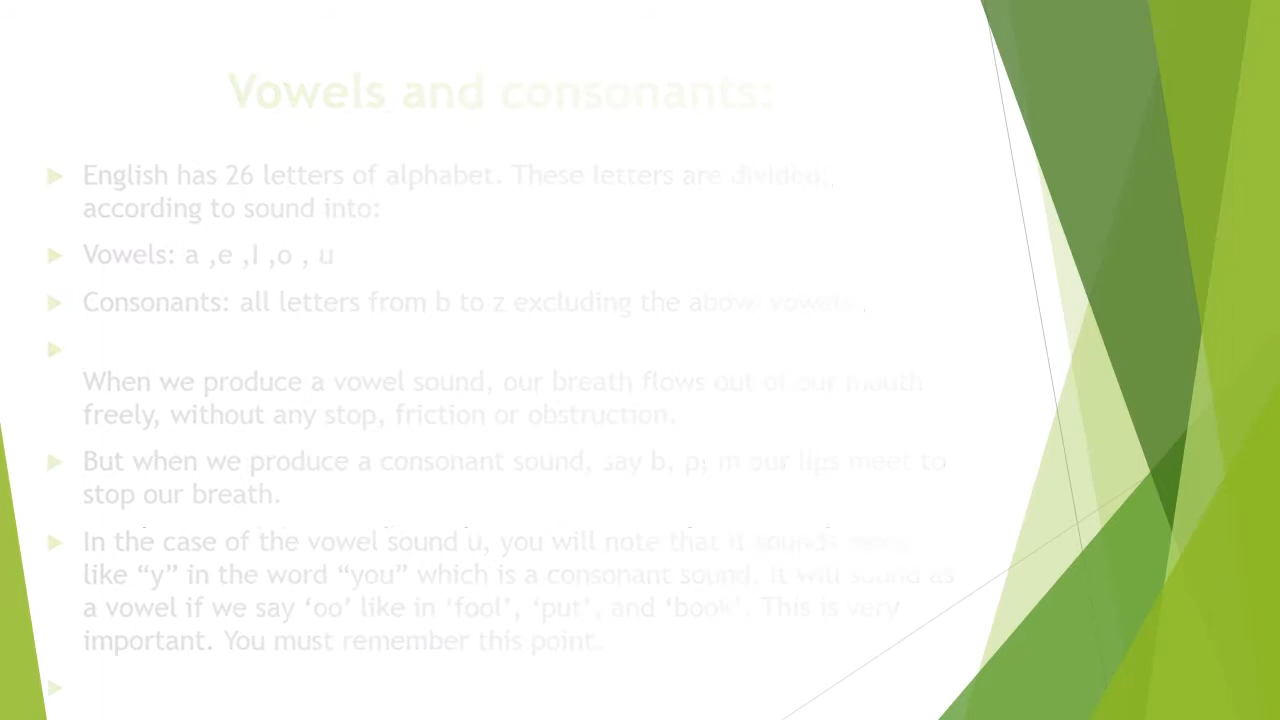 Vowels and consonants:
English has 26 letters of alphabet. These letters are divided,
according to sound into:
Vowels: a ,e ,I ,o , u
Consonants: all letters from b to z excluding the above vowels.
When we produce a vowel sound, our breath flows out of our mouth
freely, without any stop, friction or obstruction.
But when we produce a consonant sound, say b, p, m our lips meet to
stop our breath.
In the case of the vowel sound u, you will note that it sounds more
like “y” in the word “you” which is a consonant sound. It will sound as
a vowel if we say ‘oo’ like in ‘fool’, ‘put’, and ‘book’. This is very
important. You must remember this point.